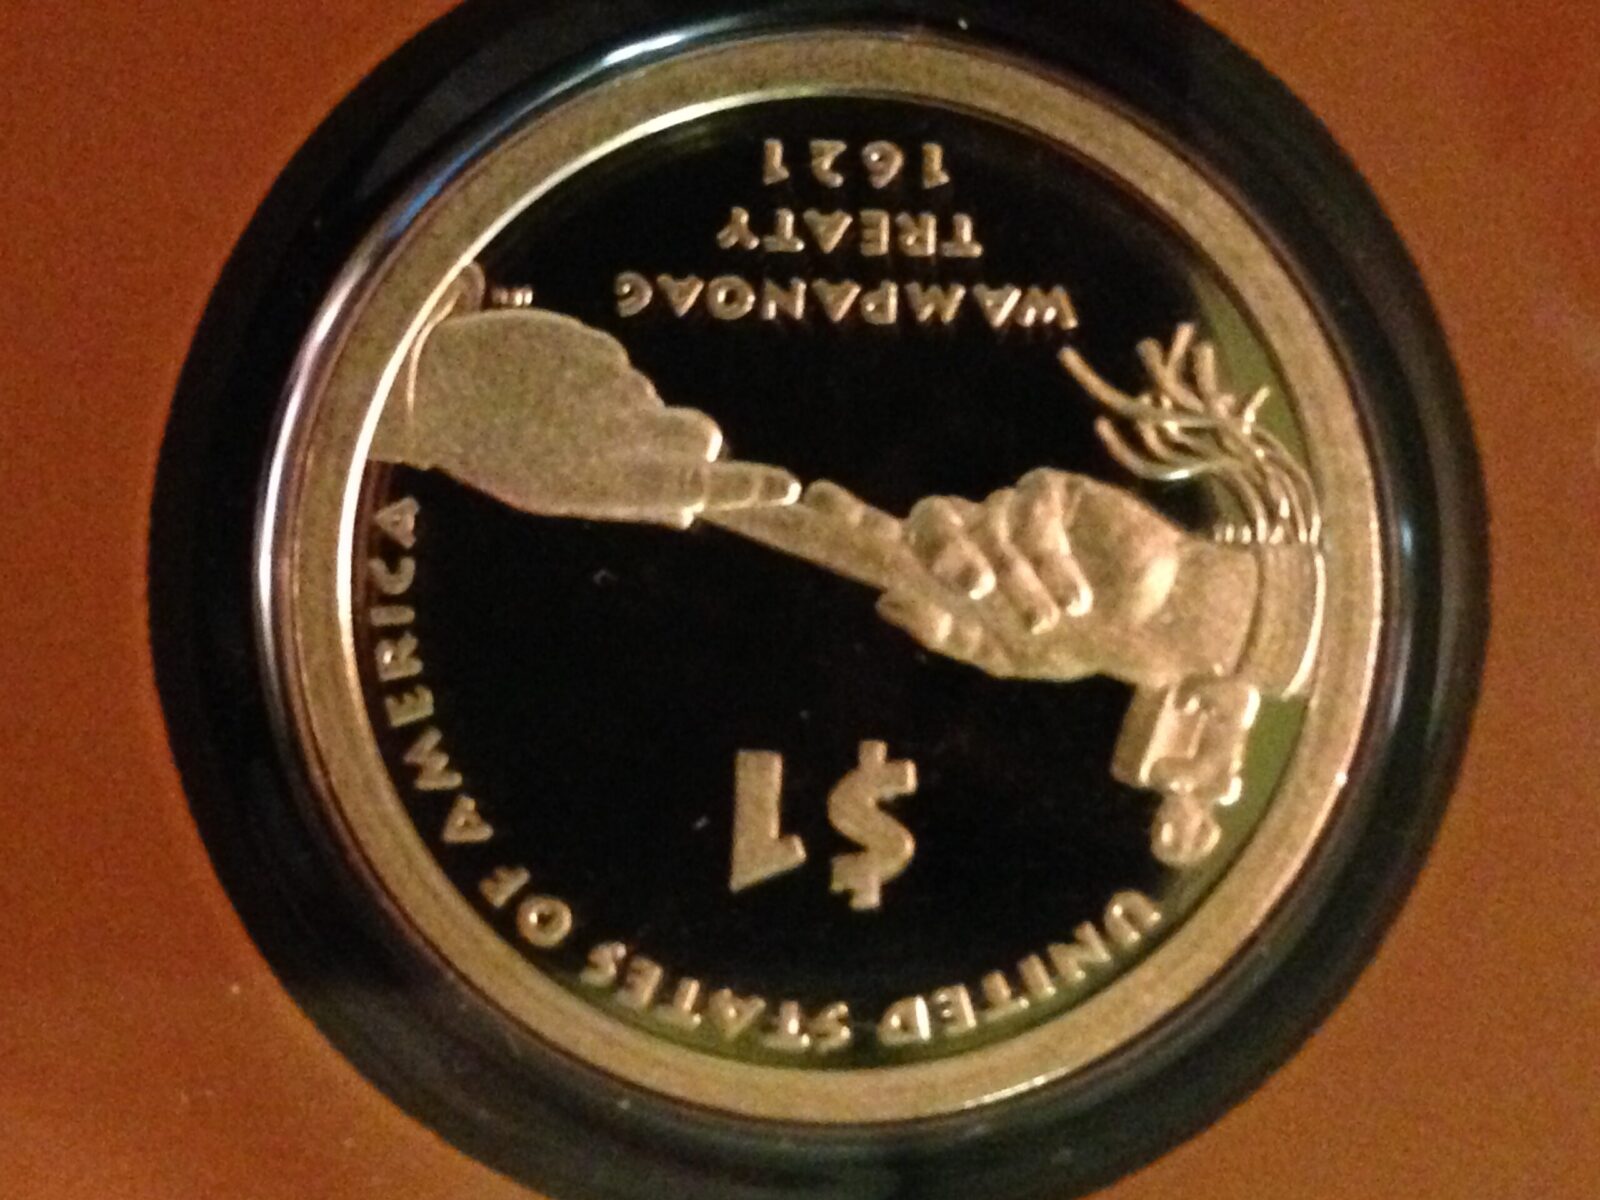 UNITED STATES OF AMERICA
$1
WAMPANOAG
TREATY
1621